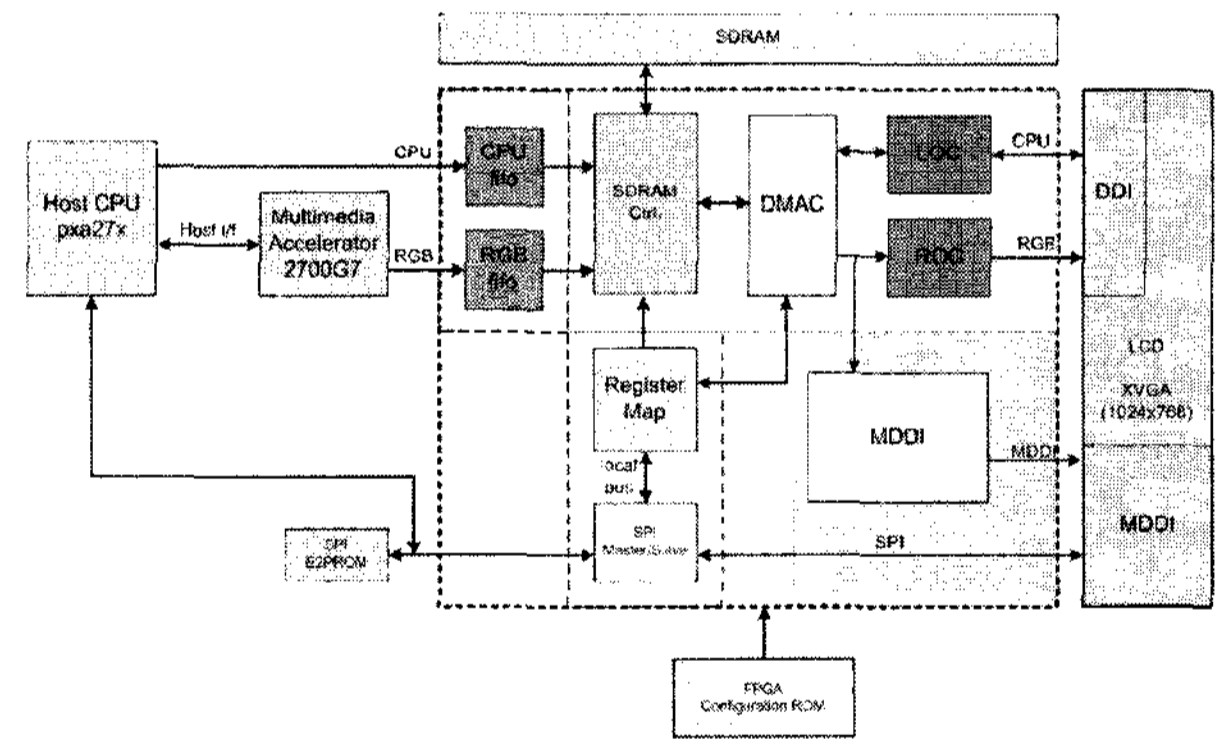 SDRAM
Host CPU
pxa27x
Host i/f
Multimedia
Accelerator
2700G7
CPU
RGB
CPU
fifo
RGB
fifo
SDRAM
Ctrl.
DMAC
CPU
RGB
DDI
LCD
XVGA
(1024x768)
Register
Map
local
bus
MDDI
MDDI
MDDI
SPI
E2PROM
SPI
Master/Slave
SPI
FPGA
Configuration ROM